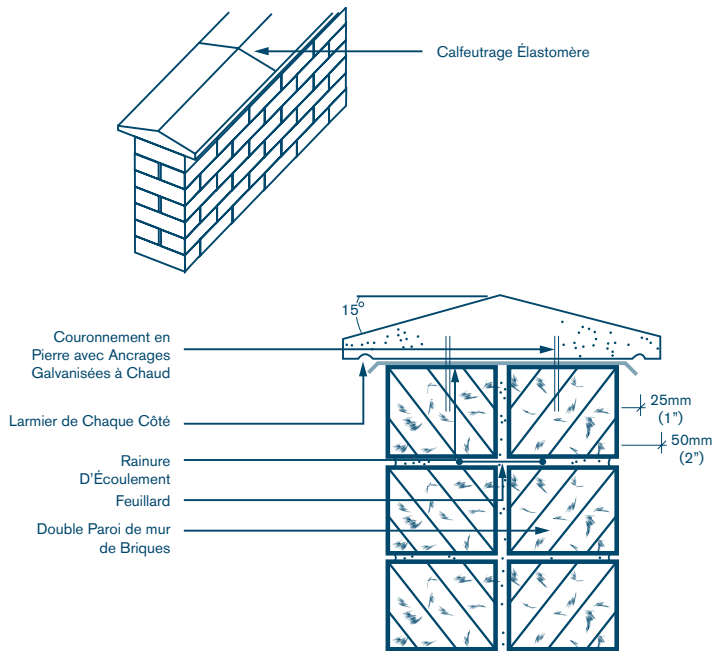 Calfeutrage Élastomère
15°
Couronnement en
Pierre avec Ancrages
Galvanisées à Chaud
Larmier de Chaque Côté
25mm
(1")
50mm
(2")
Rainure
D'Écoulement
Feuillard
Double Paroi de mur
de Briques